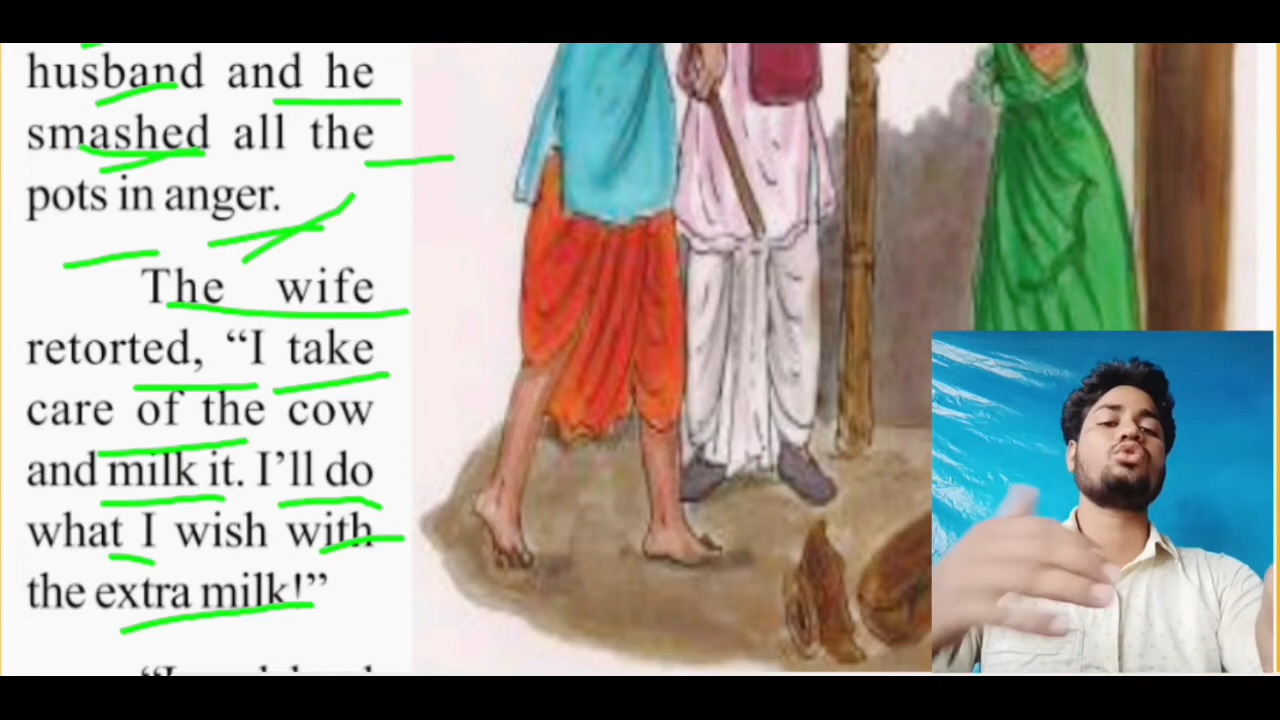 husband and he
smashed all the
pots in anger.
The wife
retorted, “I take
care of the cow
and milk it. I’ll do
what I wish with
the extra milk!”